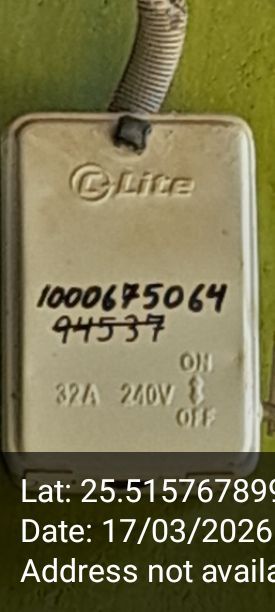 C-Lite
1000675064
94537
ON
32A 240V
OFF
Lat: 25.515767899
Date: 17/03/2026
Address not availa